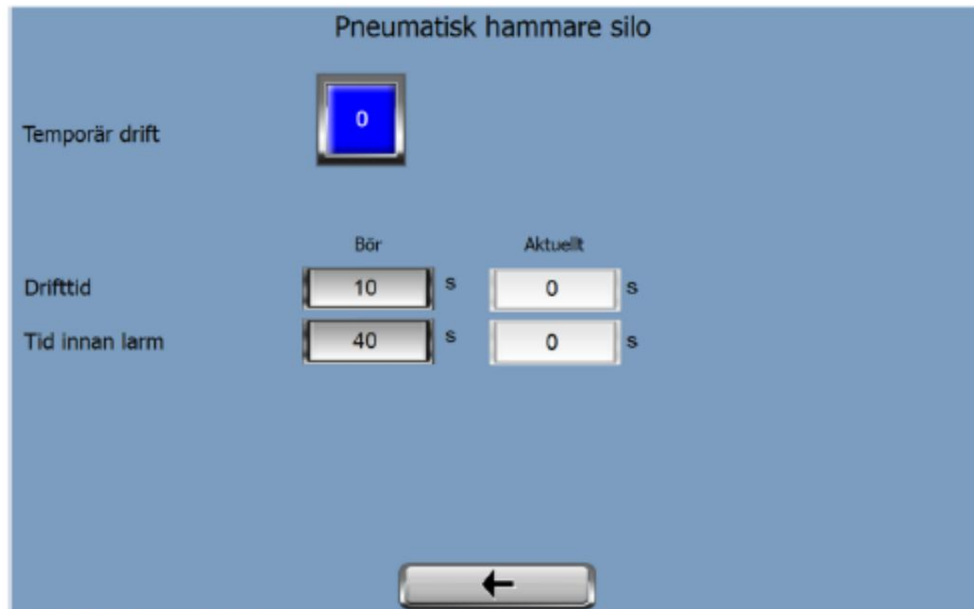 Pneumatisk hammare silo
0
Temporär drift
Bör Aktuellt
Drifttid 10 s 0 s
Tid innan larm 40 s 0 s